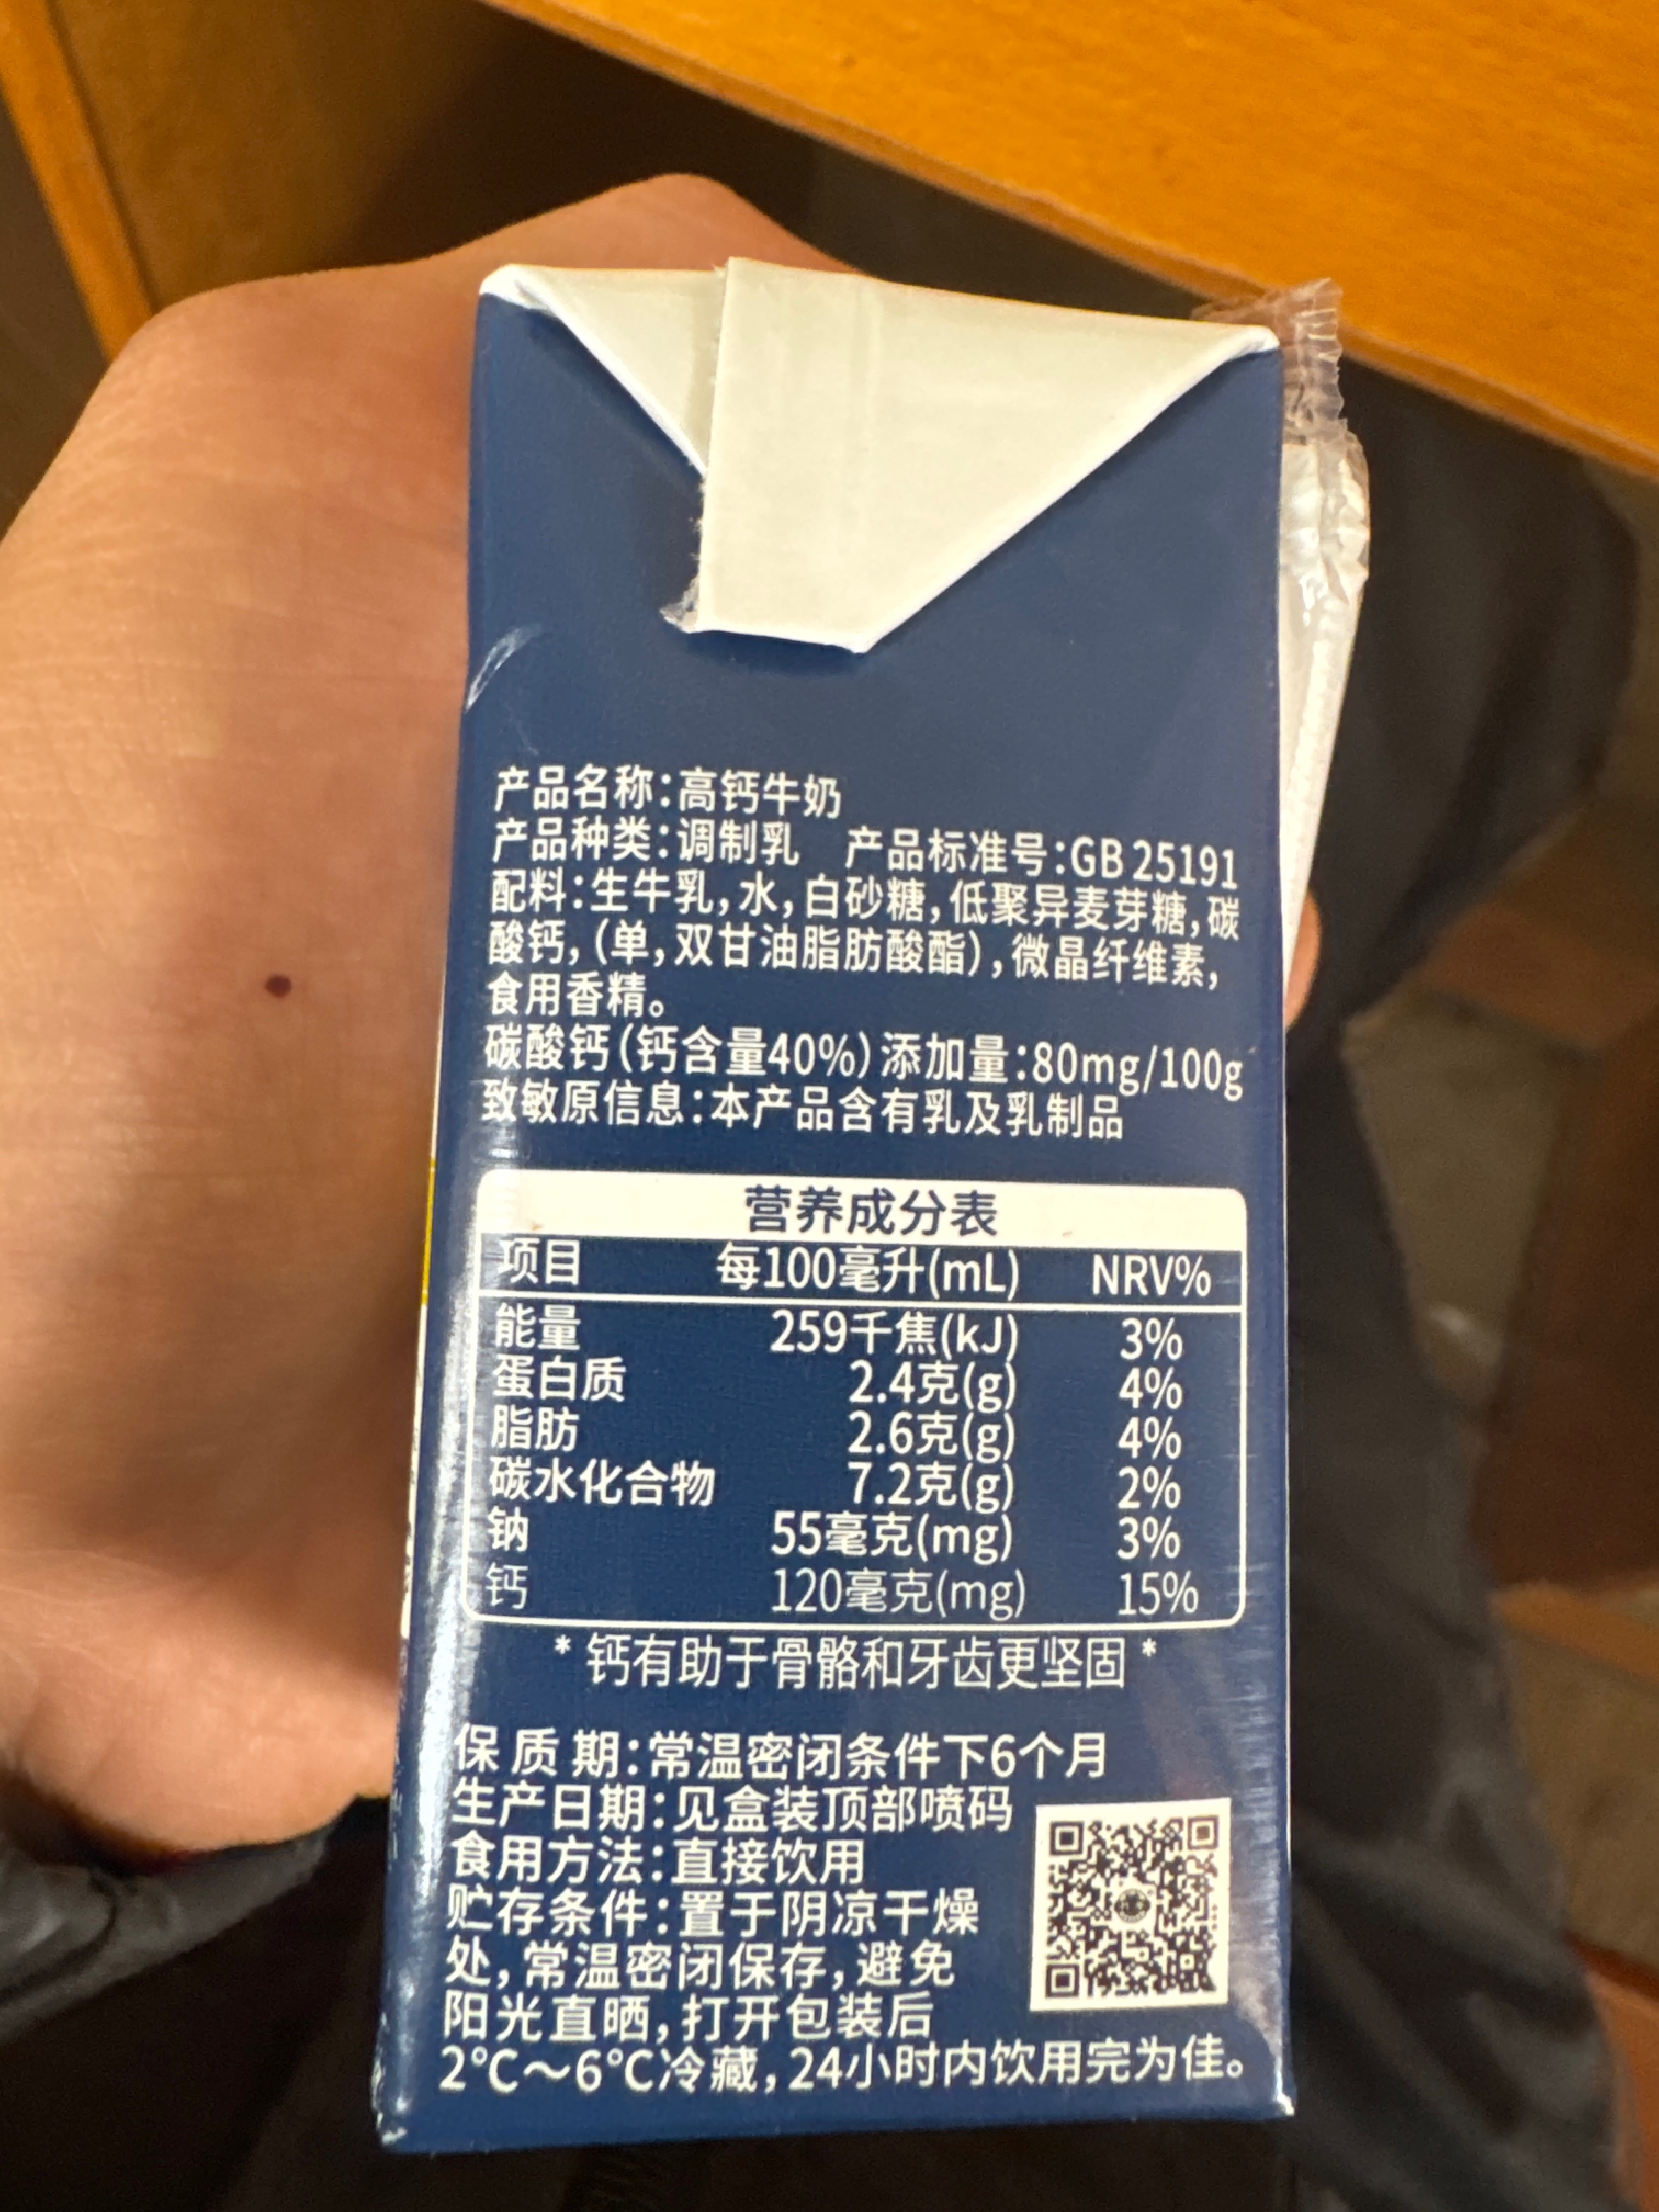 产品名称:高钙牛奶
产品种类:调制乳 产品标准号:GB 25191
配料:生牛乳,水,白砂糖,低聚异麦芽糖,碳
酸钙,(单,双甘油脂肪酸酯),微晶纤维素,
食用香精。
碳酸钙(钙含量40%)添加量:80mg/100g
致敏原信息:本产品含有乳及乳制品
营养成分表
项目 每100毫升(mL) NRV%
能量 259千焦(kJ) 3%
蛋白质 2.4克(g) 4%
脂肪 2.6克(g) 4%
碳水化合物 7.2克(g) 2%
钠 55毫克(mg) 3%
钙 120毫克(mg) 15%
* 钙有助于骨骼和牙齿更坚固 *
保 质 期:常温密闭条件下6个月
生产日期:见盒装顶部喷码
食用方法:直接饮用
贮存条件:置于阴凉干燥
处,常温密闭保存,避免
阳光直晒,打开包装后
2℃~6℃冷藏,24小时内饮用完为佳。